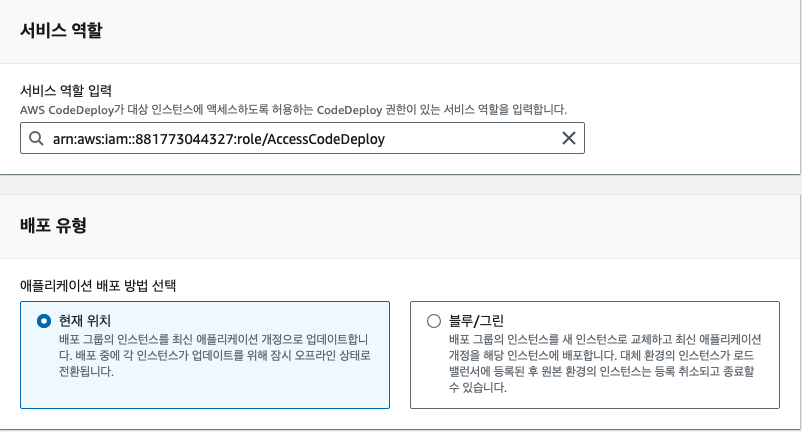 서비스 역할
서비스 역할 입력
AWS CodeDeploy가 대상 인스턴스에 액세스하도록 허용하는 CodeDeploy 권한이 있는 서비스 역할을 입력합니다.
arn:aws:iam::881773044327:role/AccessCodeDeploy
배포 유형
애플리케이션 배포 방법 선택
현재 위치
배포 그룹의 인스턴스를 최신 애플리케이션 개정으로 업데이트합니
다. 배포 중에 각 인스턴스가 업데이트를 위해 잠시 오프라인 상태로
전환됩니다.
블루/그린
배포 그룹의 인스턴스를 새 인스턴스로 교체하고 최신 애플리케이션
개정을 해당 인스턴스에 배포합니다. 대체 환경의 인스턴스가 로드
밸런서에 등록된 후 원본 환경의 인스턴스는 등록 취소되고 종료할
수 있습니다.